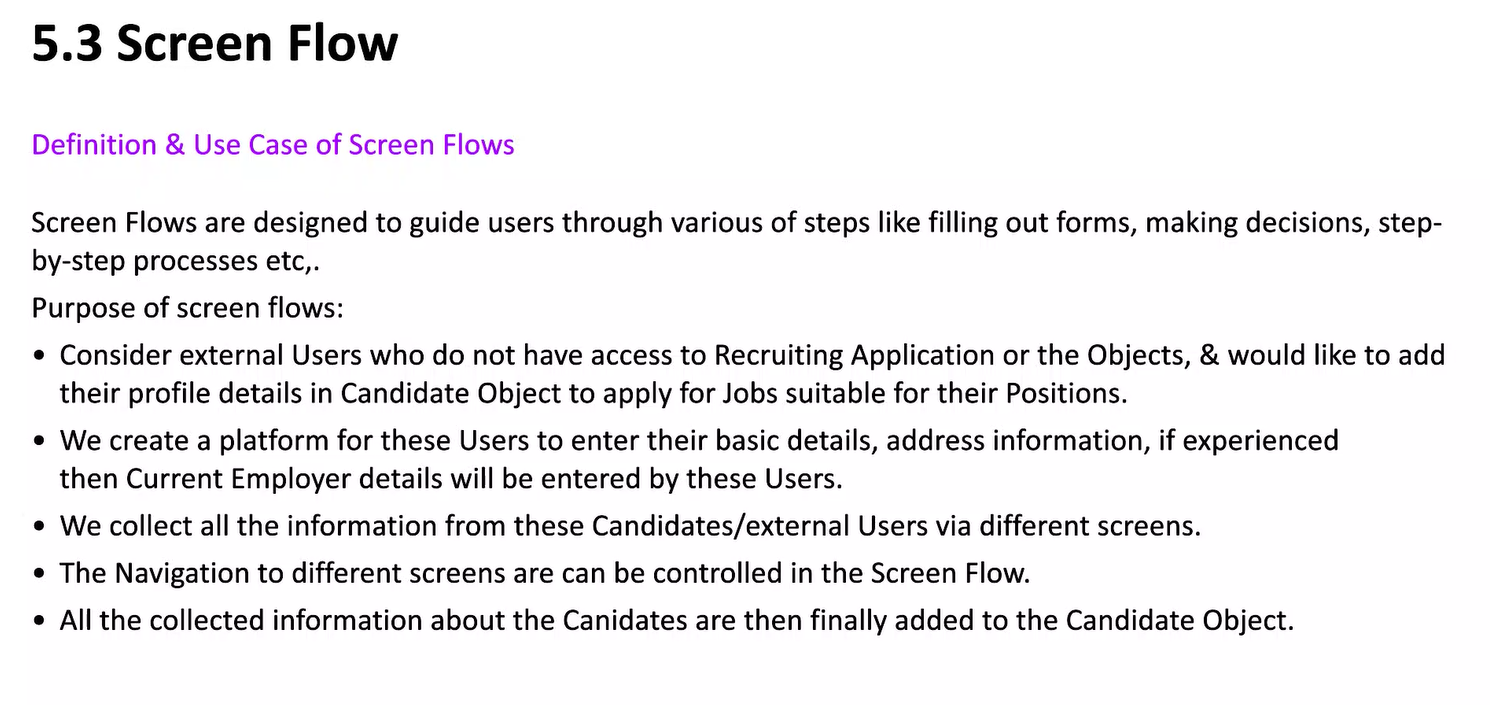 5.3 Screen Flow
Definition & Use Case of Screen Flows
Screen Flows are designed to guide users through various of steps like filling out forms, making decisions, step-
by-step processes etc,.
Purpose of screen flows:
• Consider external Users who do not have access to Recruiting Application or the Objects, & would like to add
their profile details in Candidate Object to apply for Jobs suitable for their Positions.
• We create a platform for these Users to enter their basic details, address information, if experienced
then Current Employer details will be entered by these Users.
• We collect all the information from these Candidates/external Users via different screens.
• The Navigation to different screens are can be controlled in the Screen Flow.
• All the collected information about the Canidates are then finally added to the Candidate Object.